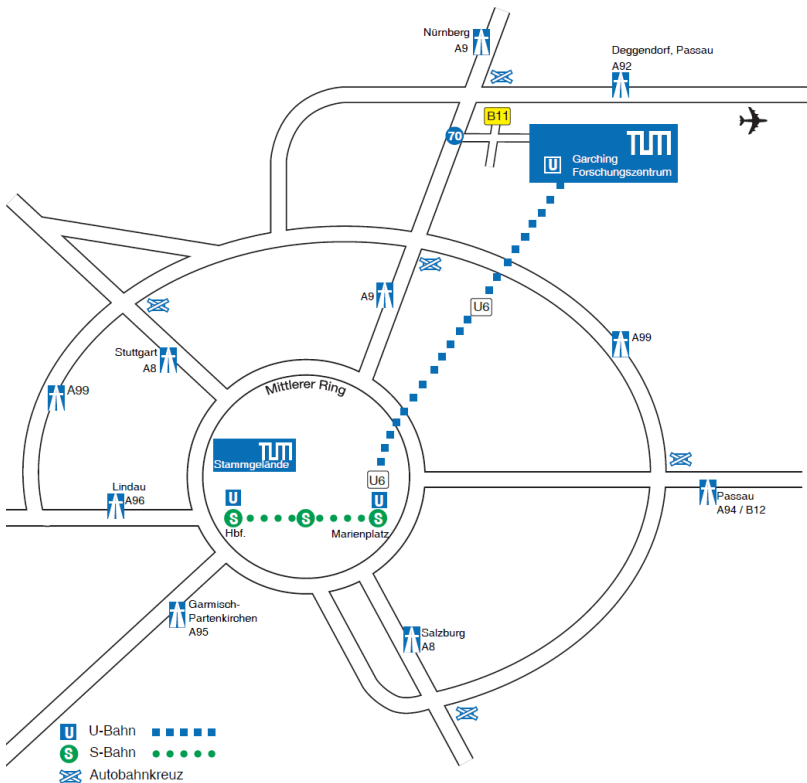 Nürnberg
A9
Deggendorf, Passau
A92
B11
70
TUM
U
Garching
Forschungszentrum
A9
U6
Stuttgart
A8
A99
A99
Mittlerer Ring
TUM
Stammgelände
U6
Lindau
A96
U
U
S
S
S
Hbf.
Marienplatz
Passau
A94 / B12
Garmisch-
Partenkirchen
A95
Salzburg
A8
U U-Bahn
S S-Bahn
Autobahnkreuz